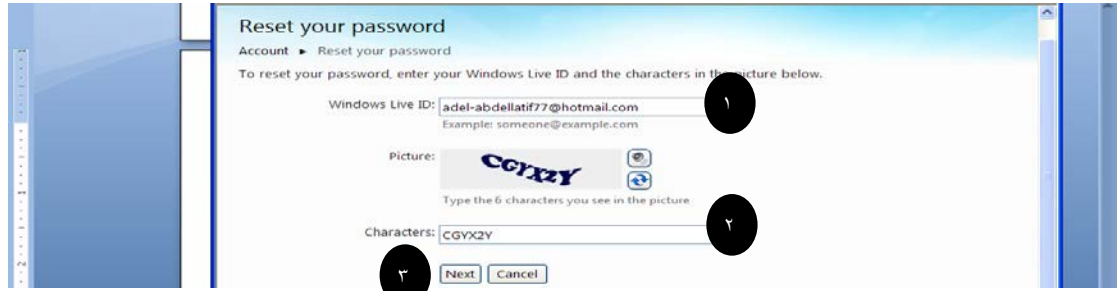 Reset your password
Account ▸ Reset your password
To reset your password, enter your Windows Live ID and the characters in the picture below.
Windows Live ID: adel-abdellatif77@hotmail.com
١
Example: someone@example.com
Picture: CGYX2Y
Type the 6 characters you see in the picture
Characters: CGYX2Y
٢
٣
Next Cancel